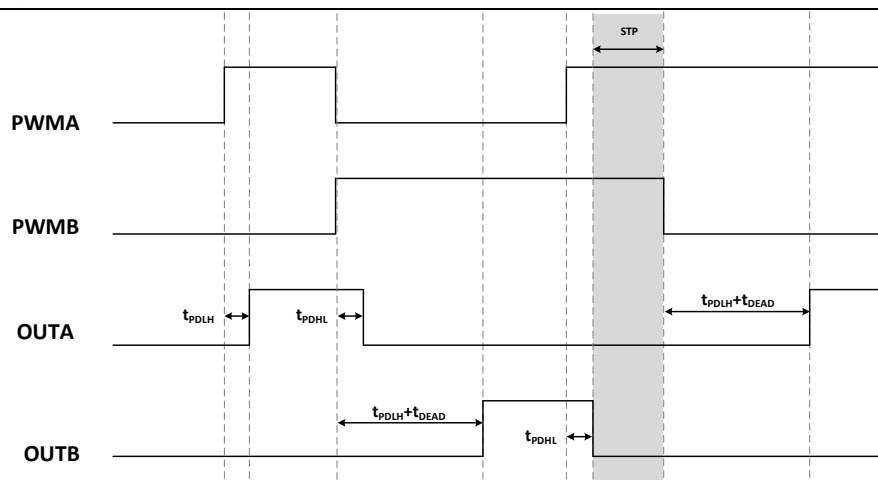 STP
PWMA
PWMB
tPDLH
tPDHL
tPDLH+tDEAD
OUTA
tPDLH+tDEAD
tPDHL
OUTB